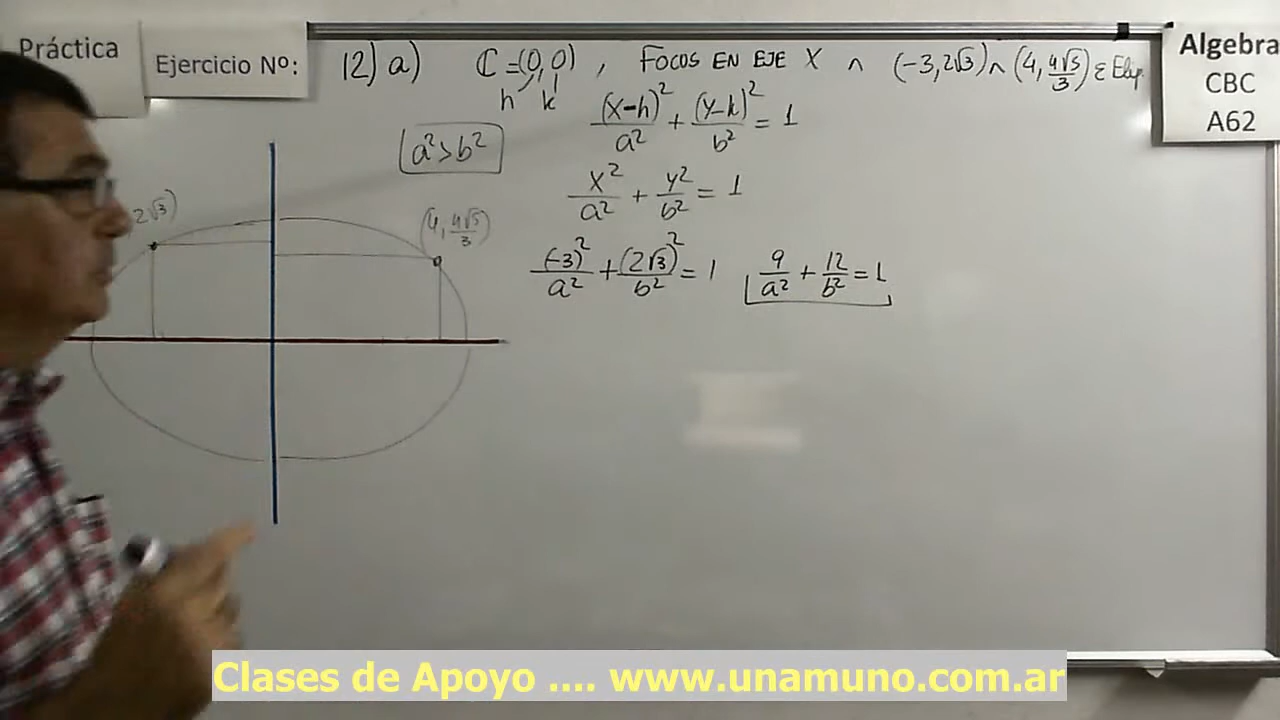 Práctica
Ejercicio Nº:
12) a) C = (0, 0) , FOCOS EN EJE X ∧ (-3, 2√3) ∧ (4, 4√5/3) ε Elip.
h k
Algebra
CBC
A62
(x-h)²/a² + (y-k)²/b² = 1
a² > b²
x²/a² + y²/b² = 1
2√3)
(4, 4√5/3)
(-3)²/a² + (2√3)²/b² = 1 9/a² + 12/b² = 1
Clases de Apoyo .... www.unamuno.com.ar